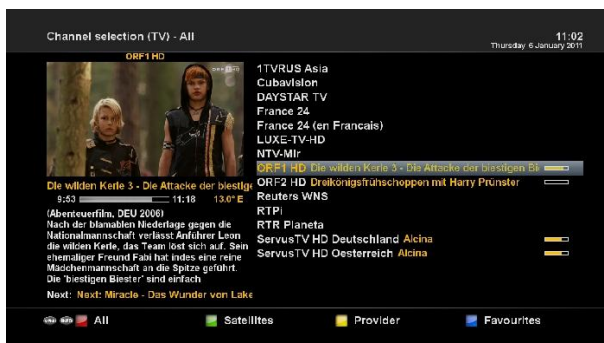 Channel selection (TV) - All
11:02
Thursday 6 January 2011
ORF1 HD
Die wilden Kerle 3 - Die Attacke der biestige
9:53 11:18 13.0° E
(Abenteuerfilm, DEU 2006)
Nach der blamablen Niederlage gegen die
Nationalmannschaft verlässt Anführer Leon
die wilden Kerle, das Team löst sich auf. Sein
ehemaliger Freund Fabi hat indes eine reine
Mädchenmannschaft an die Spitze geführt.
Die 'biestigen Biester' sind einfach
Next: Next: Miracle - Das Wunder von Lake
1TVRUS Asia
Cubavision
DAYSTAR TV
France 24
France 24 (en Francais)
LUXE-TV-HD
NTV-Mir
ORF1 HD Die wilden Kerle 3 - Die Attacke der biestigen Bie
ORF2 HD Dreikönigsfrühschoppen mit Harry Prünster
Reuters WNS
RTPi
RTR Planeta
ServusTV HD Deutschland Alcina
ServusTV HD Oesterreich Alcina
All
Satellites
Provider
Favourites